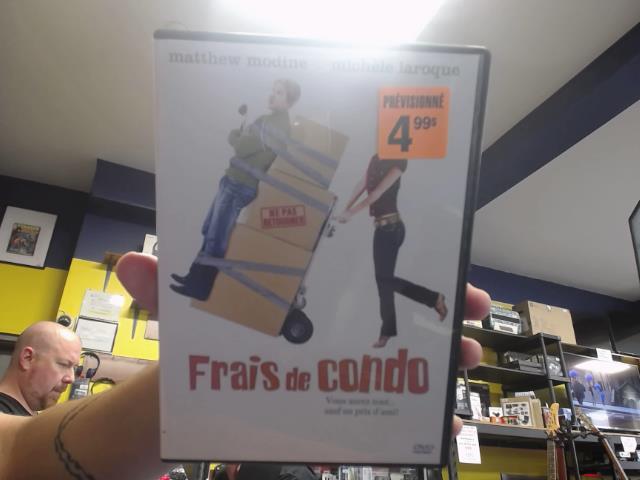 matthew modine michèle laroque
PRÉVISIONNÉ
4 99$
NE PAS
RETOURNER
Frais de condo
Vous aurez tout...
sauf un prix d'ami!
DVD